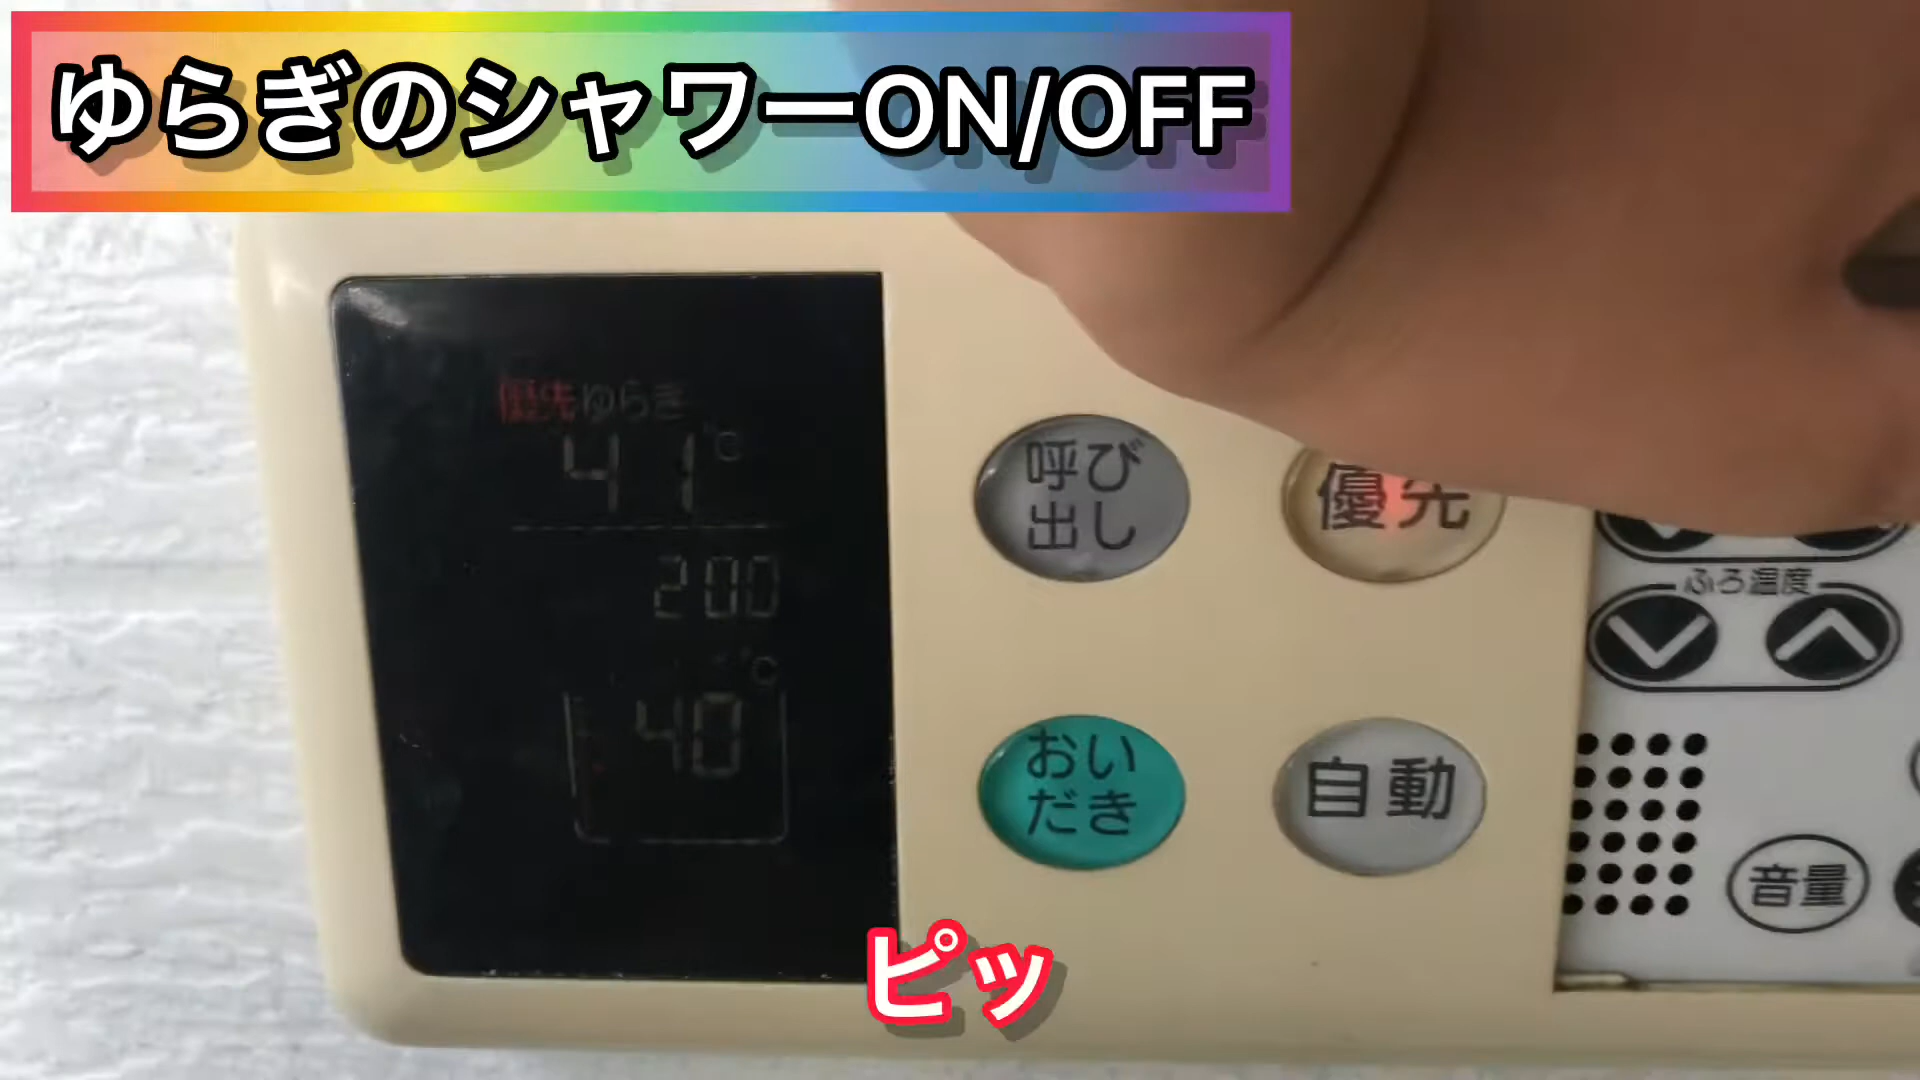 ゆらぎのシャワーON/OFF
優先ゆらぎ
41℃
200
℃
40
呼び
出し
優先
ふろ温度
おい
だき
自動
音量
ピッ